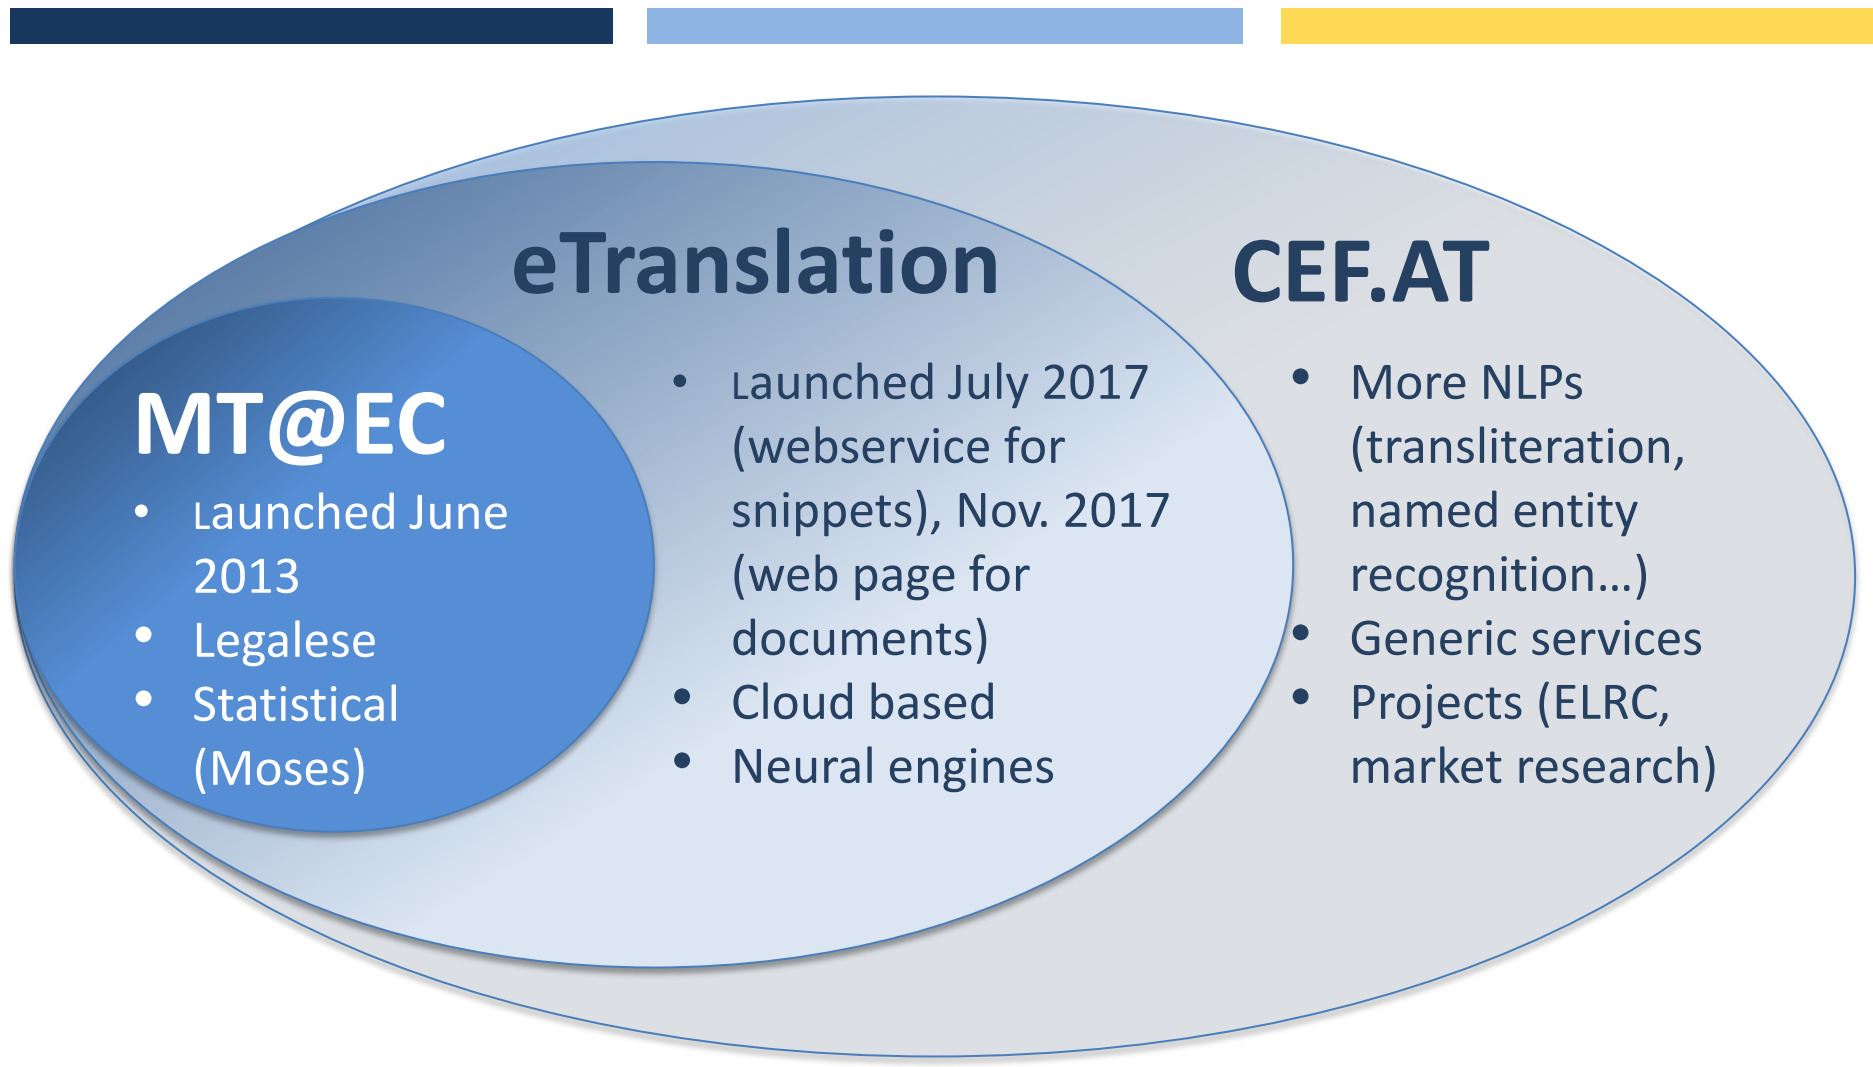 eTranslation
CEF.AT
MT@EC
• Launched June
2013
• Legalese
• Statistical
(Moses)
• Launched July 2017
(webservice for
snippets), Nov. 2017
(web page for
documents)
• Cloud based
• Neural engines
• More NLPs
(transliteration,
named entity
recognition…)
• Generic services
• Projects (ELRC,
market research)